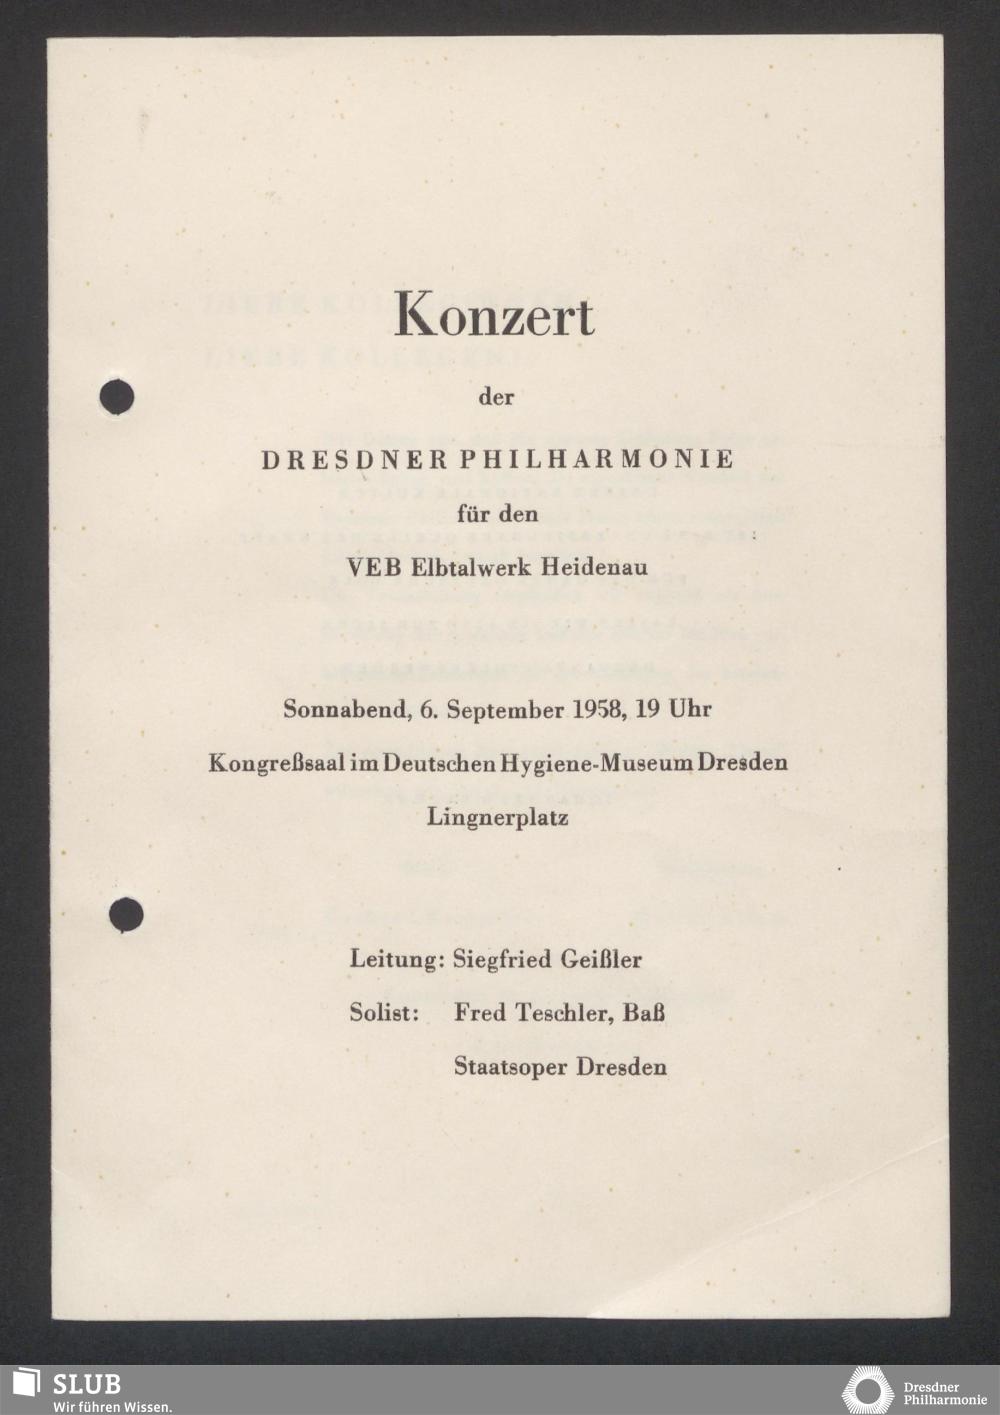 Konzert
der
DRESDNER PHILHARMONIE
für den
VEB Elbtalwerk Heidenau
Sonnabend, 6. September 1958, 19 Uhr
Kongreßsaal im Deutschen Hygiene-Museum Dresden
Lingnerplatz
Leitung: Siegfried Geißler
Solist: Fred Teschler, Baß
Staatsoper Dresden
SLUB
Wir führen Wissen.
Dresdner
Philharmonie